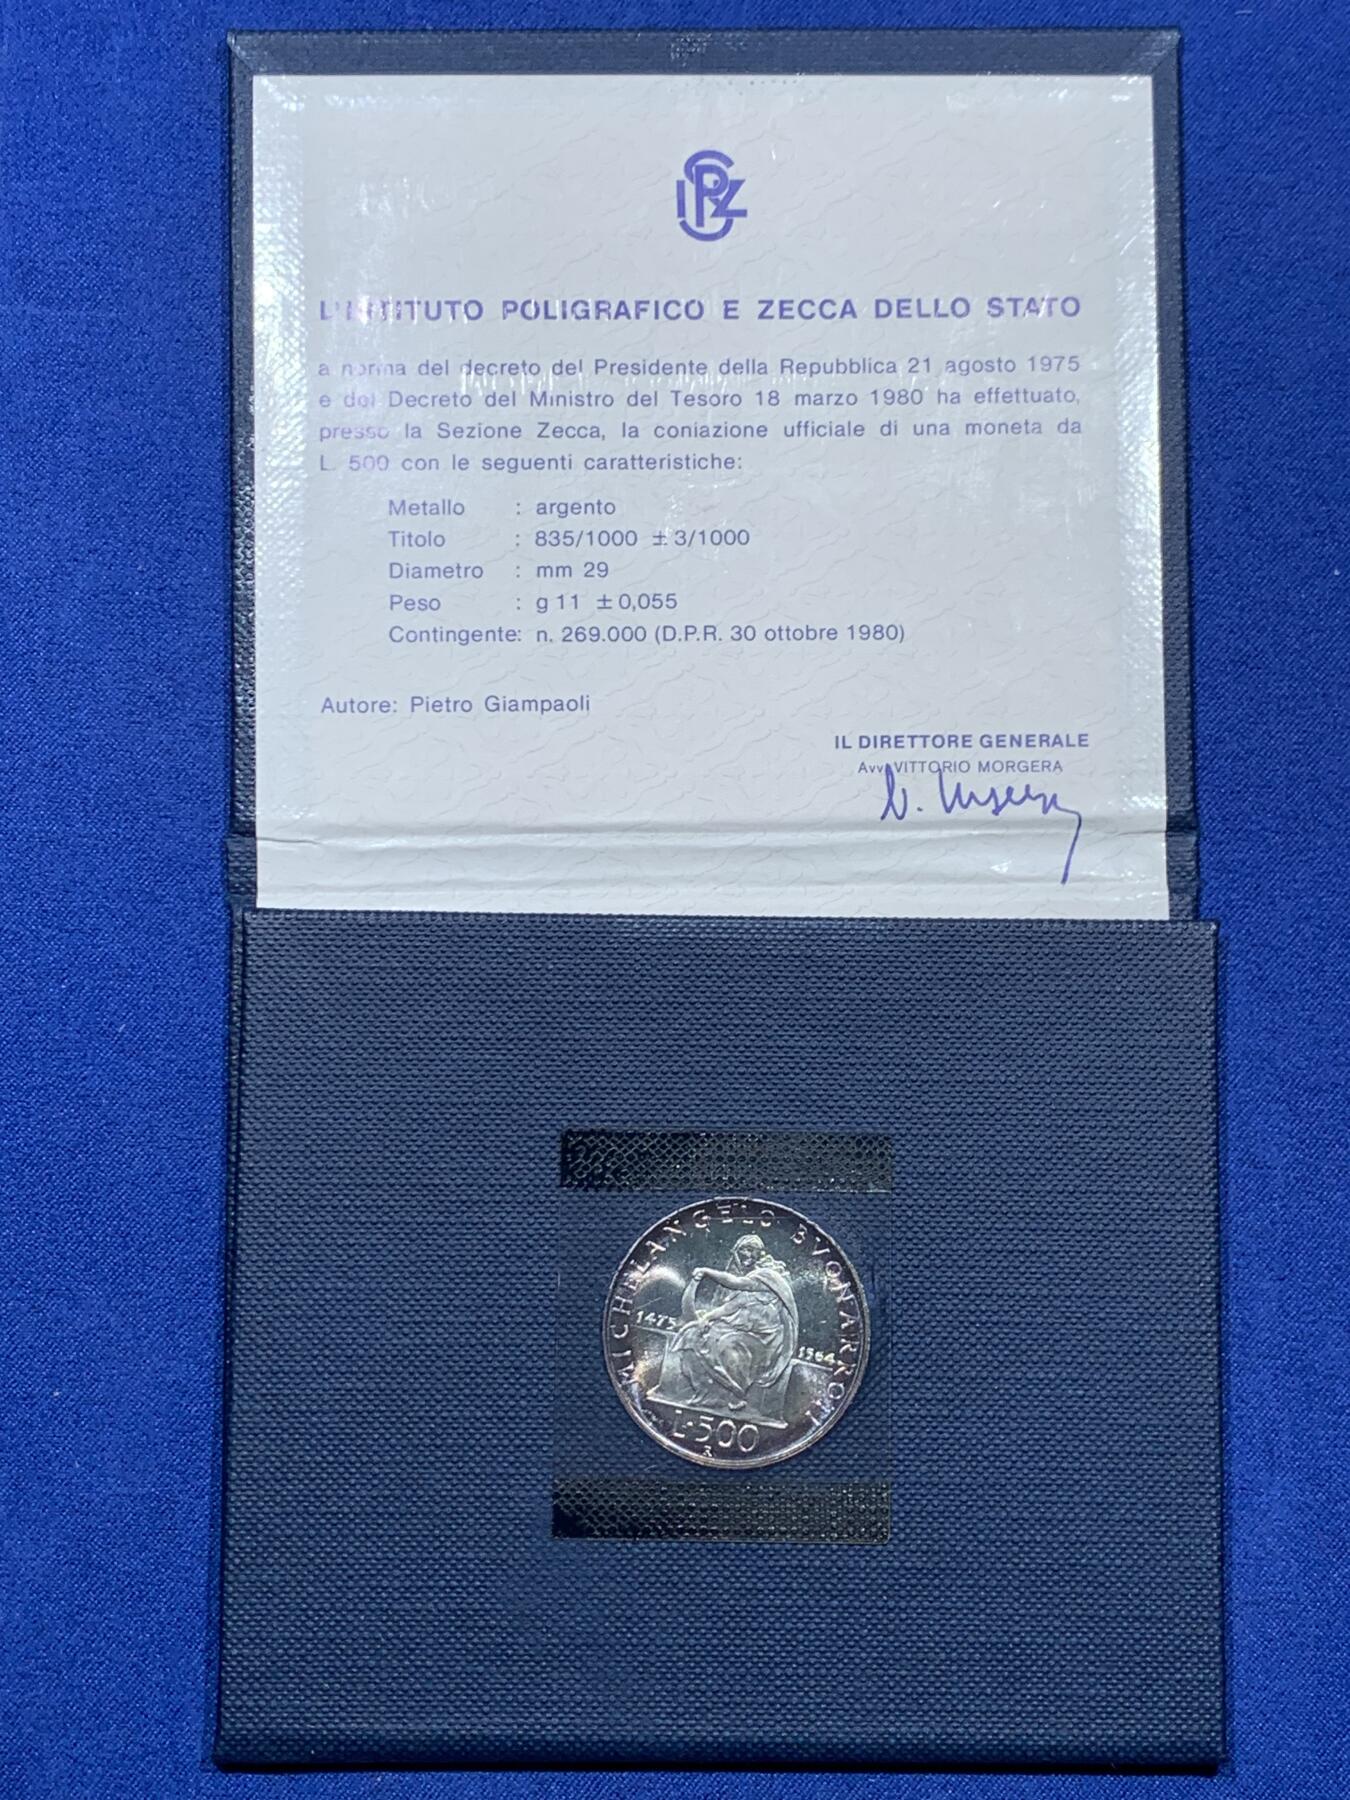 IPZS
L'ISTITUTO POLIGRAFICO E ZECCA DELLO STATO
a norma del decreto del Presidente della Repubblica 21 agosto 1975
e del Decreto del Ministro del Tesoro 18 marzo 1980 ha effettuato,
presso la Sezione Zecca, la coniazione ufficiale di una moneta da
L. 500 con le seguenti caratteristiche:
Metallo : argento
Titolo : 835/1000 ± 3/1000
Diametro : mm 29
Peso : g 11 ± 0,055
Contingente: n. 269.000 (D.P.R. 30 ottobre 1980)
Autore: Pietro Giampaoli
IL DIRETTORE GENERALE
Avv. VITTORIO MORGERA
MICHELANGELO BVONARROTI
1475
1564
L·500
R